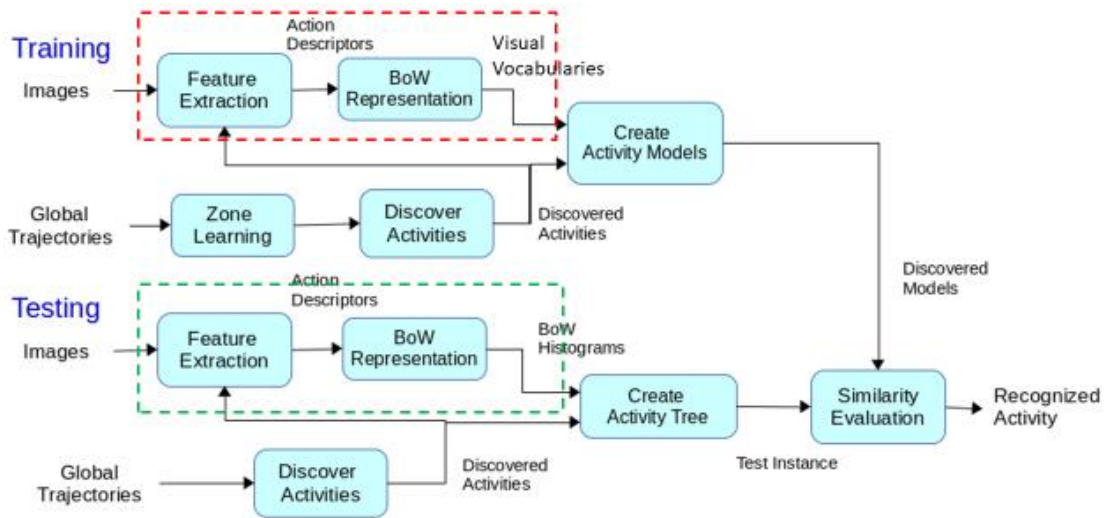 Training
Images
Action
Descriptors
Feature
Extraction
BoW
Representation
Visual
Vocabularies
Create
Activity Models
Global
Trajectories
Zone
Learning
Discover
Activities
Discovered
Activities
Discovered
Models
Testing
Images
Action
Descriptors
Feature
Extraction
BoW
Representation
BoW
Histograms
Create
Activity Tree
Similarity
Evaluation
Recognized
Activity
Test Instance
Global
Trajectories
Discover
Activities
Discovered
Activities